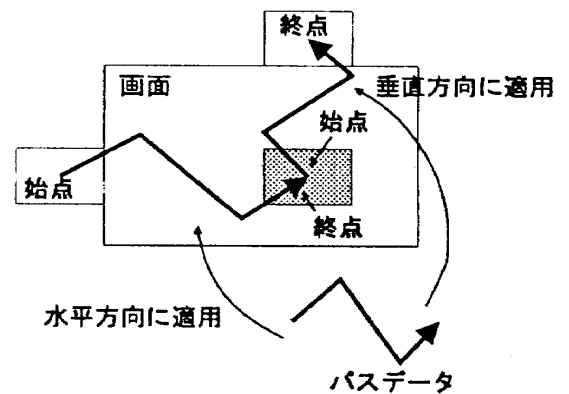 終点
画面
垂直方向に適用
始点
始点
終点
水平方向に適用
パスデータ